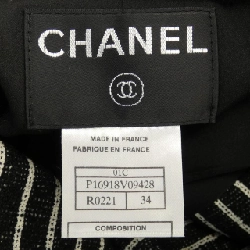 CHANEL
MADE IN FRANCE
FABRIQUE EN FRANCE
01C
P16918V09428
R0221 34
COMPOSITION